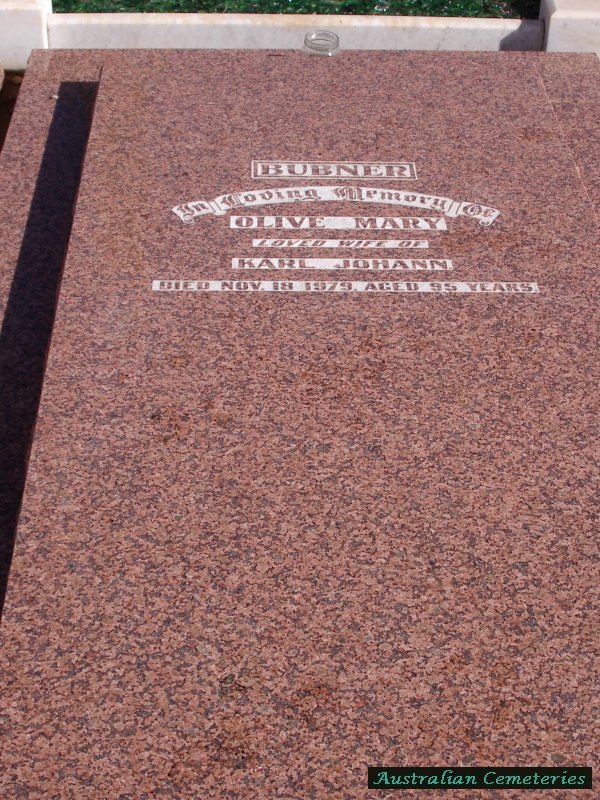 BUBNER
In Loving Memory Of
OLIVE MARY
LOVED WIFE OF
KARL JOHANN
DIED NOV. 18 1979, AGED 95 YEARS.
Australian Cemeteries